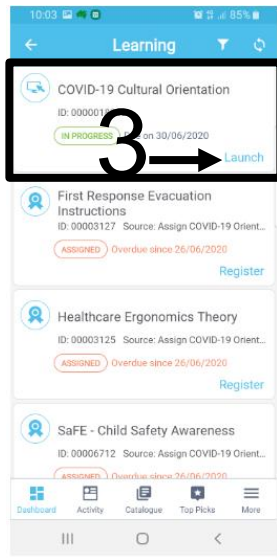 10:03 85%
Learning
COVID-19 Cultural Orientation
ID: 0000018
IN PROGRESS on 30/06/2020
3
Launch
First Response Evacuation
Instructions
ID: 00003127 Source: Assign COVID-19 Orient...
ASSIGNED Overdue since 26/06/2020
Register
Healthcare Ergonomics Theory
ID: 00003125 Source: Assign COVID-19 Orient...
ASSIGNED Overdue since 26/06/2020
Register
SaFE - Child Safety Awareness
ID: 00006712 Source: Assign COVID-19 Orient...
ASSIGNED Overdue since 26/06/2020
Dashboard Activity Catalogue Top Picks More